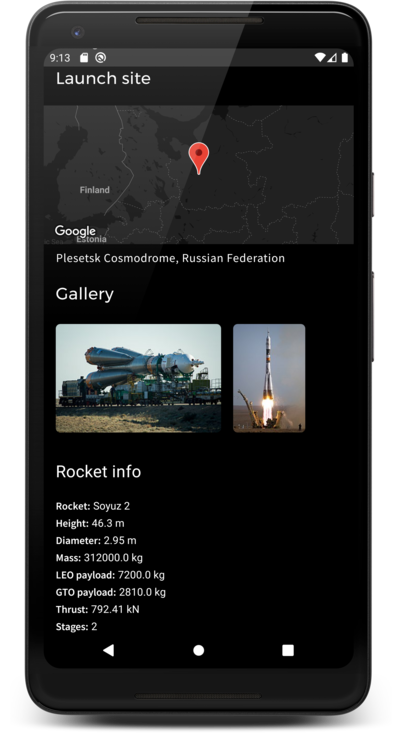 9:13
Launch site
Finland
Google
Estonia
Plesetsk Cosmodrome, Russian Federation
Gallery
Rocket info
Rocket: Soyuz 2
Height: 46.3 m
Diameter: 2.95 m
Mass: 312000.0 kg
LEO payload: 7200.0 kg
GTO payload: 2810.0 kg
Thrust: 792.41 kN
Stages: 2